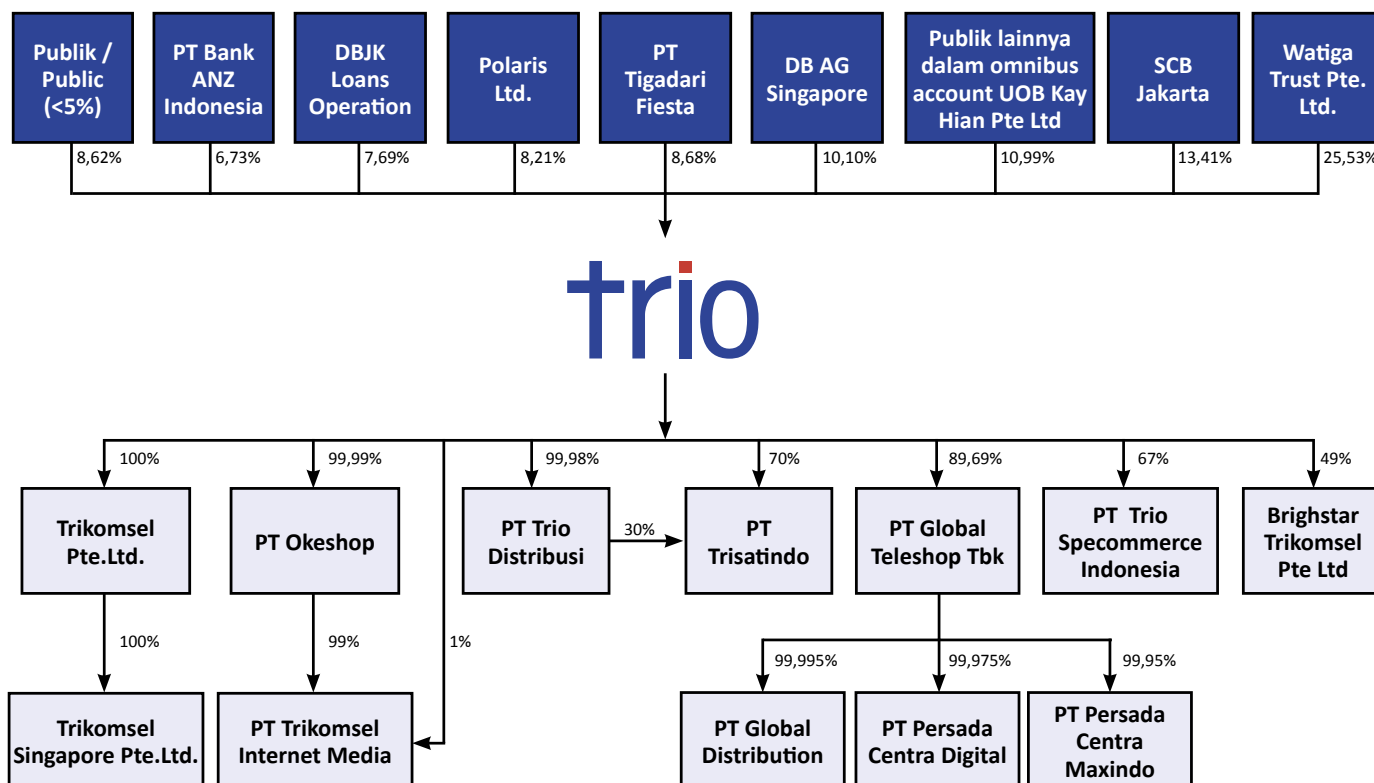 Publik /
Public
(<5%)
PT Bank
ANZ
Indonesia
DBJK
Loans
Operation
Polaris
Ltd.
PT
Tigadari
Fiesta
DB AG
Singapore
Publik lainnya
dalam omnibus
account UOB Kay
Hian Pte Ltd
SCB
Jakarta
Watiga
Trust Pte.
Ltd.
8,62%
6,73%
7,69%
8,21%
8,68%
10,10%
10,99%
13,41%
25,53%
trio
100%
99,99%
99,98%
70%
89,69%
67%
49%
Trikomsel
Pte.Ltd.
PT Okeshop
PT Trio
Distribusi
30%
PT
Trisatindo
PT Global
Teleshop Tbk
PT Trio
Specommerce
Indonesia
Brighstar
Trikomsel
Pte Ltd
100%
99%
1%
99,995%
99,975%
99,95%
Trikomsel
Singapore Pte.Ltd.
PT Trikomsel
Internet Media
PT Global
Distribution
PT Persada
Centra Digital
PT Persada
Centra
Maxindo